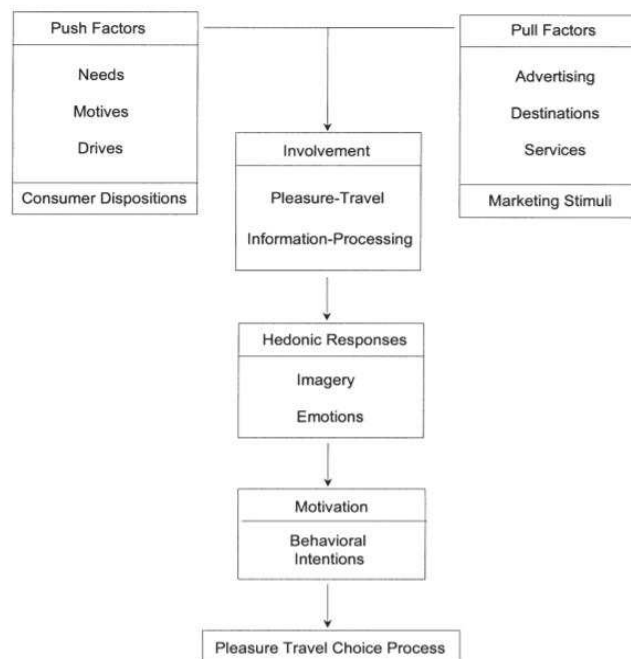 Push Factors
Needs
Motives
Drives
Consumer Dispositions
Pull Factors
Advertising
Destinations
Services
Marketing Stimuli
Involvement
Pleasure-Travel
Information-Processing
Hedonic Responses
Imagery
Emotions
Motivation
Behavioral
Intentions
Pleasure Travel Choice Process